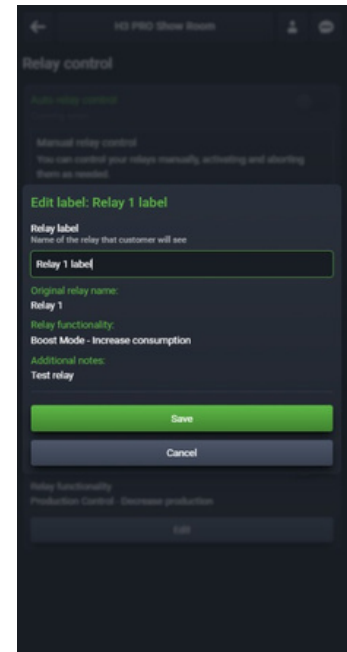 H3 PRO Show Room
Relay control
Auto relay control
Manual relay control
You can control your relays manually, activating and aborting
them as needed.
Edit label: Relay 1 label
Relay label
Name of the relay that customer will see
Relay 1 label
Original relay name:
Relay 1
Relay functionality:
Boost Mode - Increase consumption
Additional notes:
Test relay
Save
Cancel
Relay functionality
Production Control - Decrease production
Edit